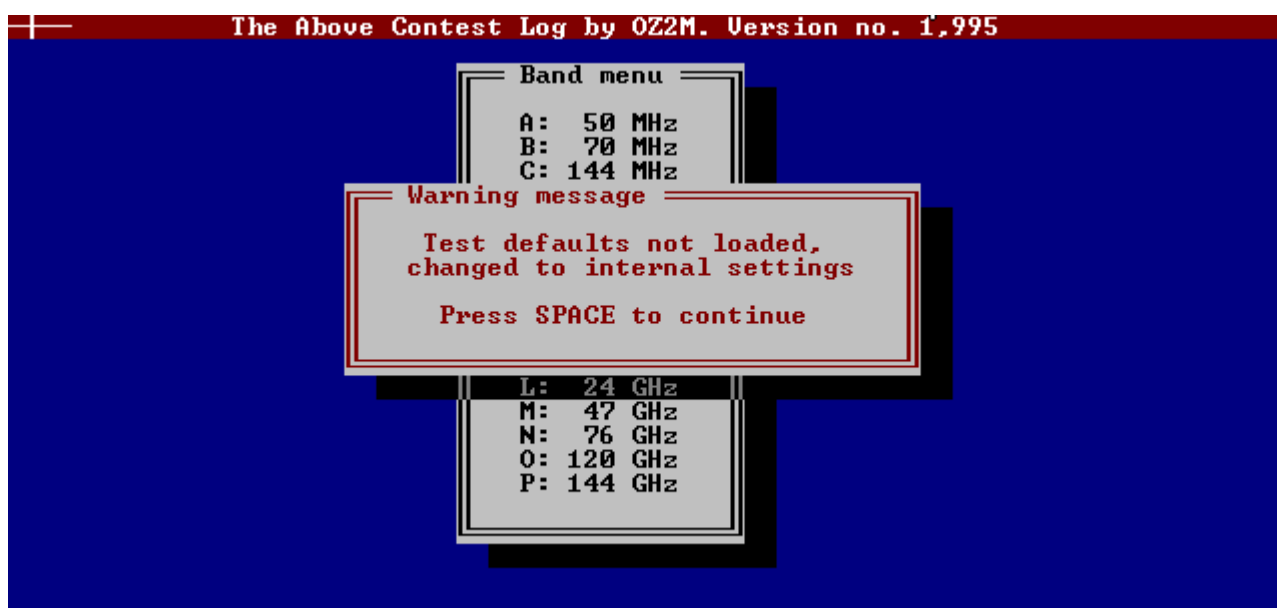 The Above Contest Log by OZ2M. Version no. 1,995
Band menu
A: 50 MHz
B: 70 MHz
C: 144 MHz
Warning message
Test defaults not loaded,
changed to internal settings
Press SPACE to continue
L: 24 GHz
M: 47 GHz
N: 76 GHz
O: 120 GHz
P: 144 GHz